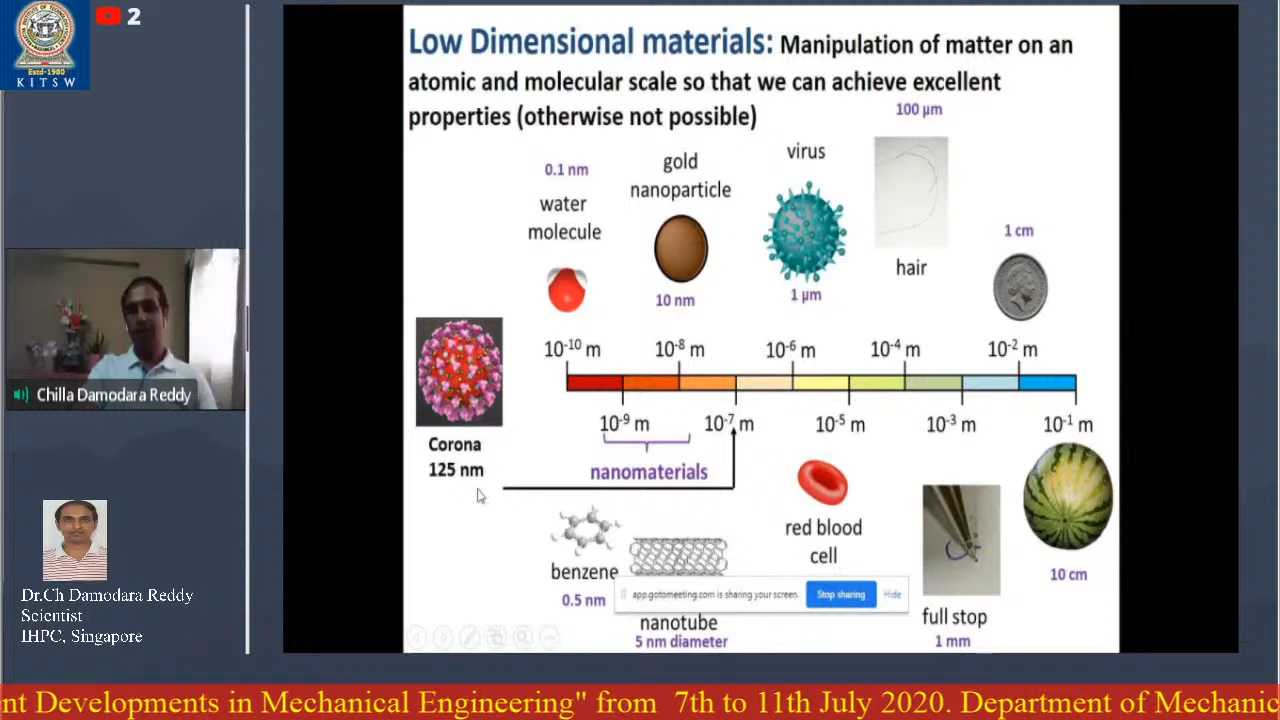 2
Estd-1980
KITSW
Low Dimensional materials: Manipulation of matter on an
atomic and molecular scale so that we can achieve excellent
properties (otherwise not possible)
100 µm
0.1 nm
water
molecule
gold
nanoparticle
10 nm
virus
1 µm
hair
1 cm
10-10 m
10-8 m
10-6 m
10-4 m
10-2 m
10-9 m
10-7 m
10-5 m
10-3 m
10-1 m
nanomaterials
Corona
125 nm
benzene
0.5 nm
nanotube
5 nm diameter
red blood
cell
full stop
1 mm
10 cm
app.gotomeeting.com is sharing your screen.
Stop sharing
Hide
Chilla Damodara Reddy
Dr.Ch Damodara Reddy
Scientist
IHPC, Singapore
nt Developments in Mechanical Engineering" from 7th to 11th July 2020. Department of Mechanic